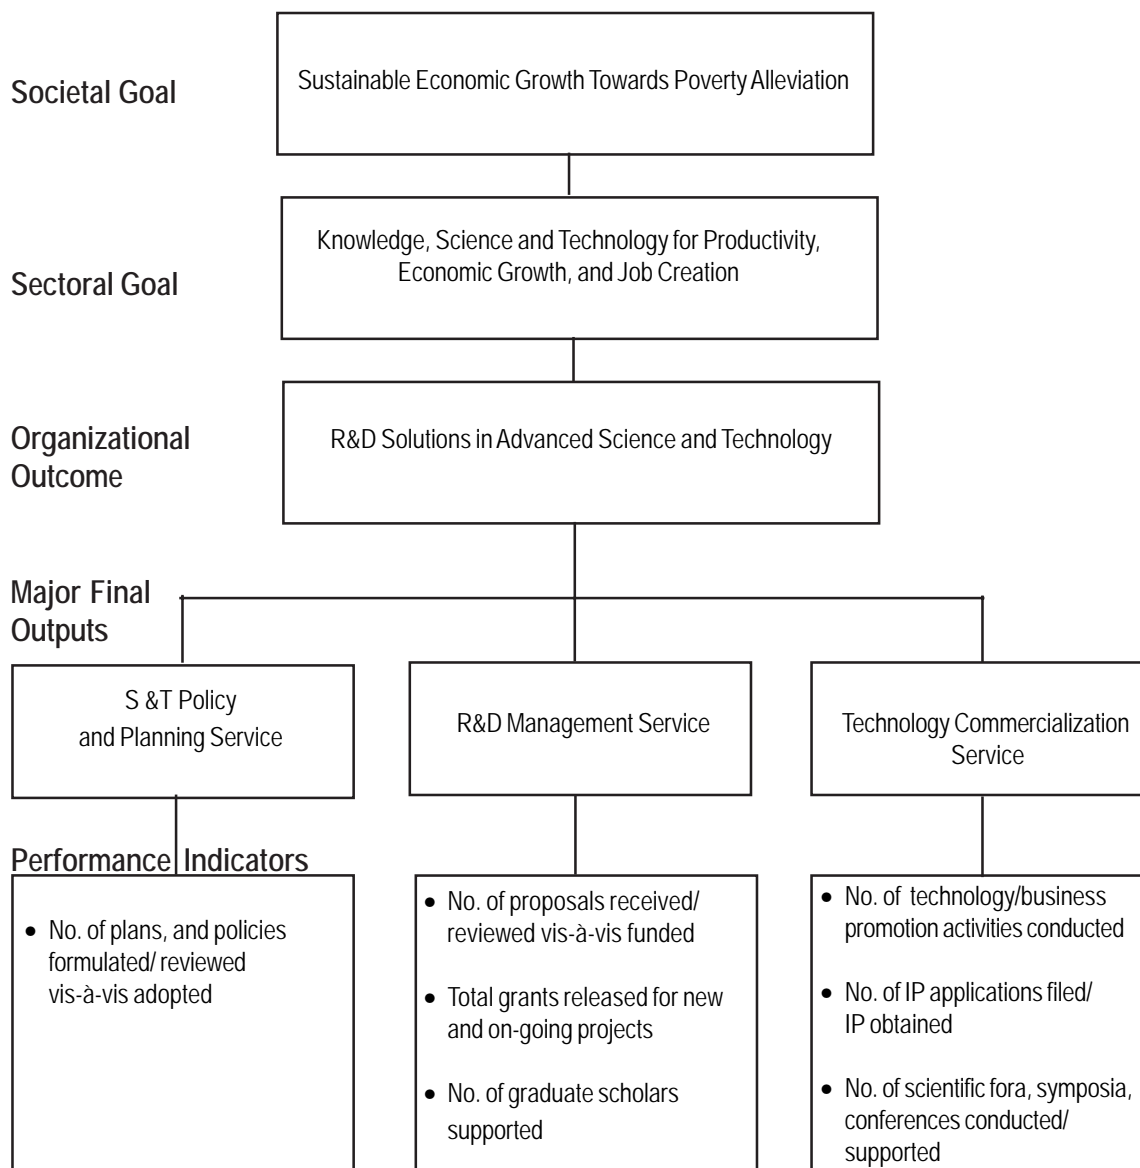 Societal Goal
Sustainable Economic Growth Towards Poverty Alleviation
Sectoral Goal
Knowledge, Science and Technology for Productivity,
Economic Growth, and Job Creation
Organizational
Outcome
R&D Solutions in Advanced Science and Technology
Major Final
Outputs
S &T Policy
and Planning Service
R&D Management Service
Technology Commercialization
Service
Performance Indicators
• No. of plans, and policies
formulated/ reviewed
vis-à-vis adopted
• No. of proposals received/
reviewed vis-à-vis funded
• Total grants released for new
and on-going projects
• No. of graduate scholars
supported
• No. of technology/business
promotion activities conducted
• No. of IP applications filed/
IP obtained
• No. of scientific fora, symposia,
conferences conducted/
supported